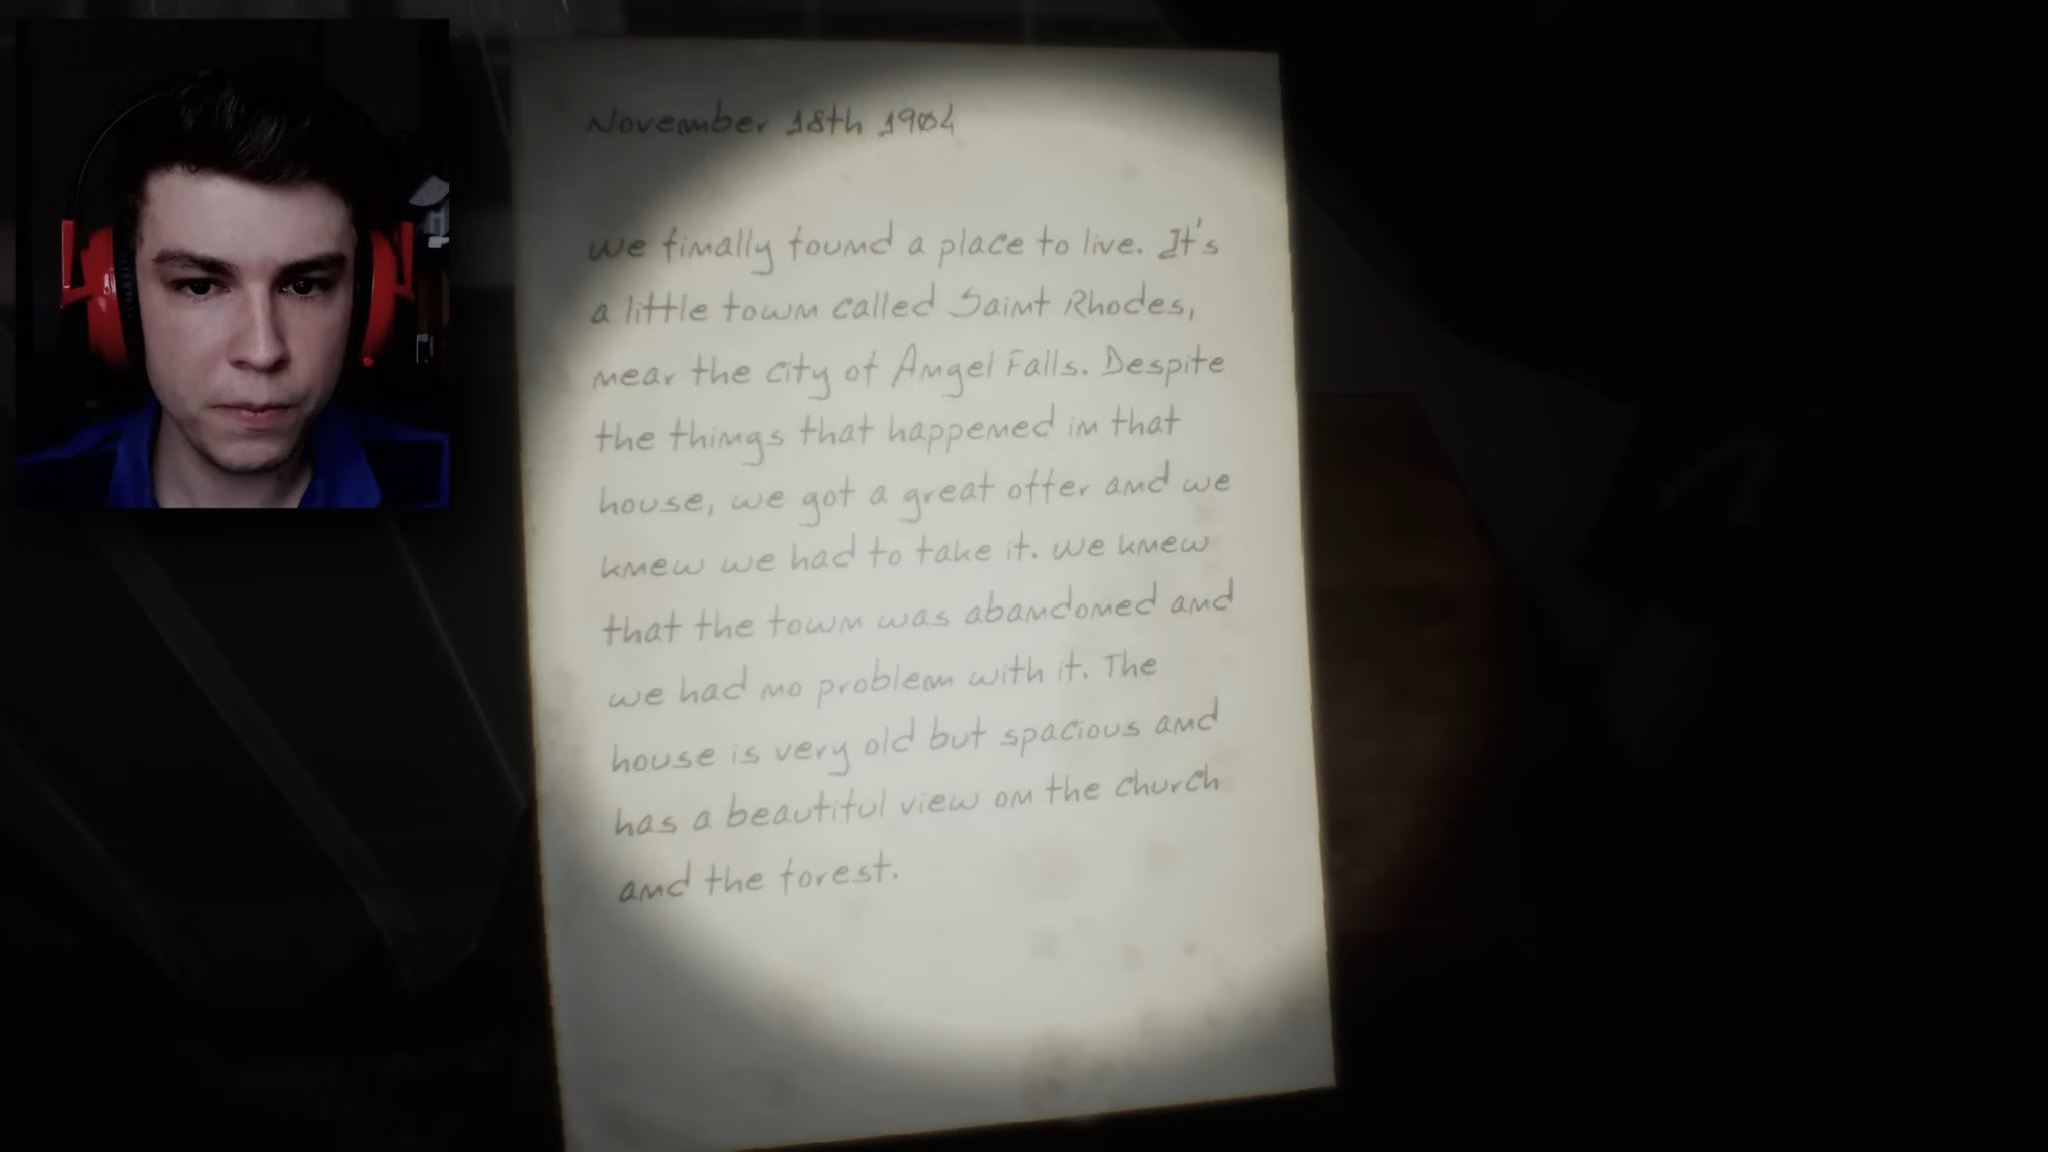 November 18th 1904
We finally found a place to live. It's
a little town called Saint Rhodes,
near the city of Angel Falls. Despite
the things that happened in that
house, we got a great offer and we
knew we had to take it. We knew
that the town was abandoned and
we had no problem with it. The
house is very old but spacious and
has a beautiful view on the church
and the forest.